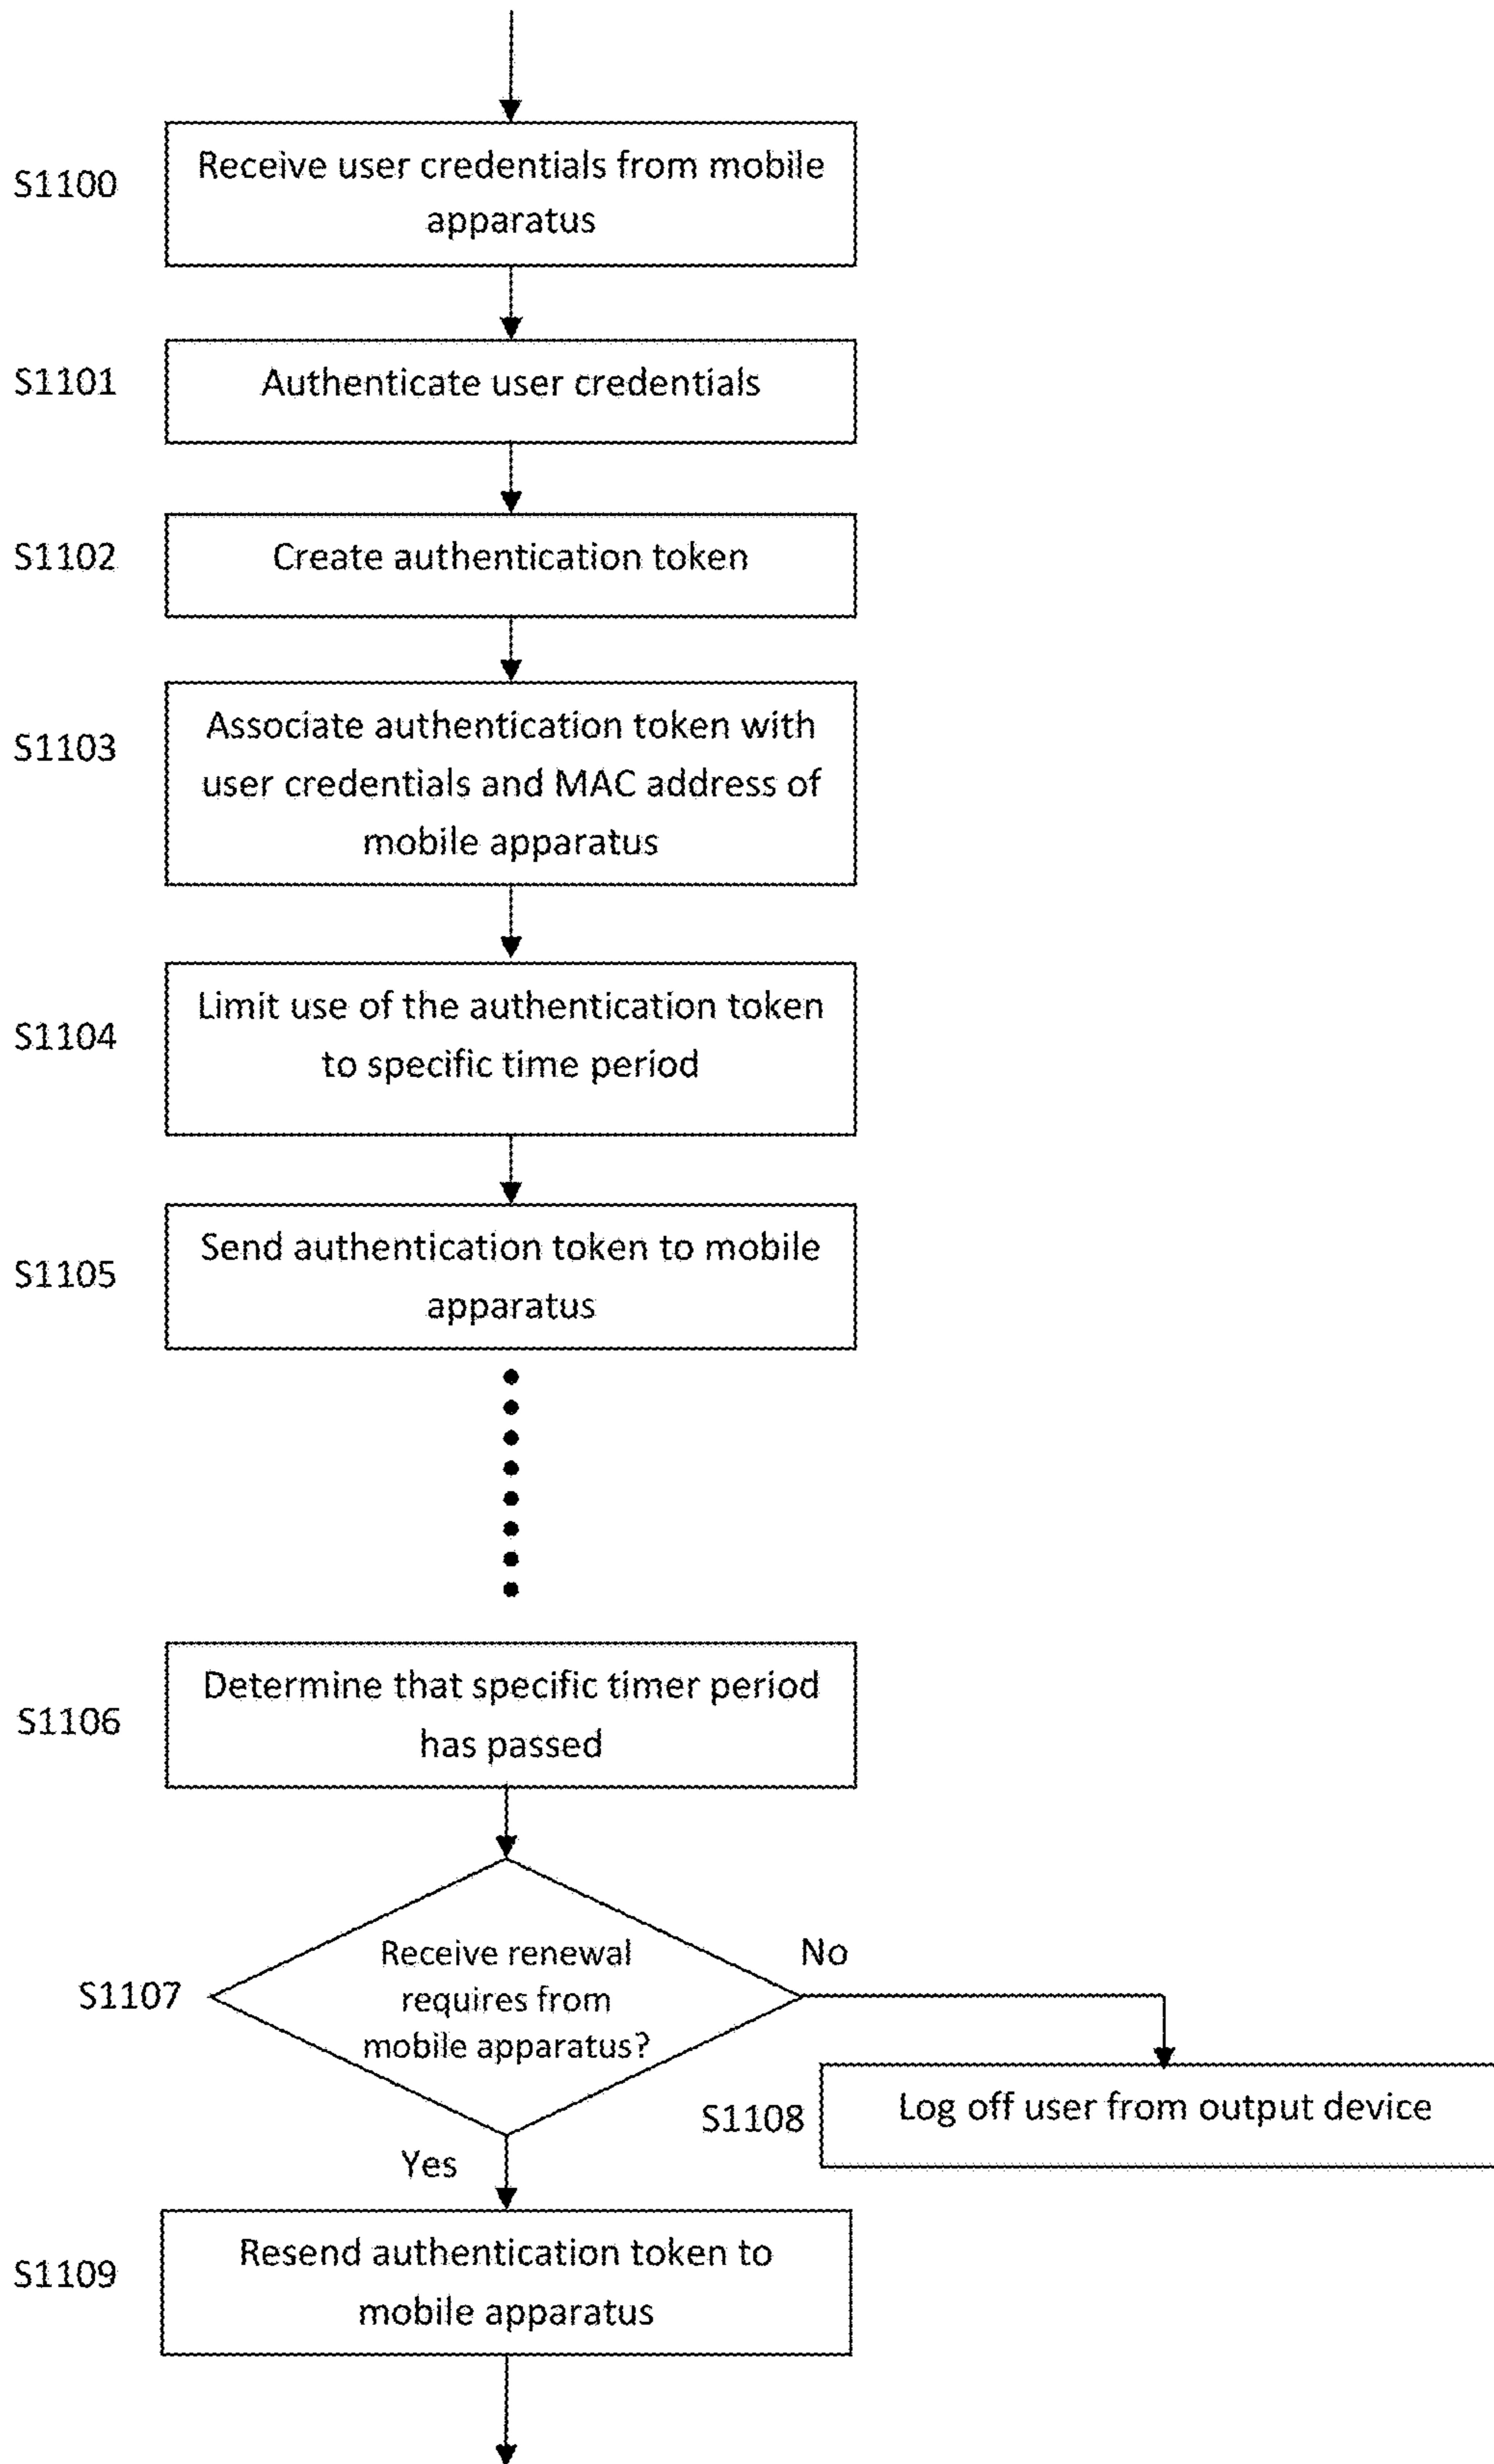 S1100
Receive user credentials from mobile
apparatus
S1101
Authenticate user credentials
S1102
Create authentication token
S1103
Associate authentication token with
user credentials and MAC address of
mobile apparatus
S1104
Limit use of the authentication token
to specific time period
S1105
Send authentication token to mobile
apparatus
S1106
Determine that specific timer period
has passed
S1107
Receive renewal
requires from
mobile apparatus?
No
S1108
Log off user from output device
Yes
S1109
Resend authentication token to
mobile apparatus